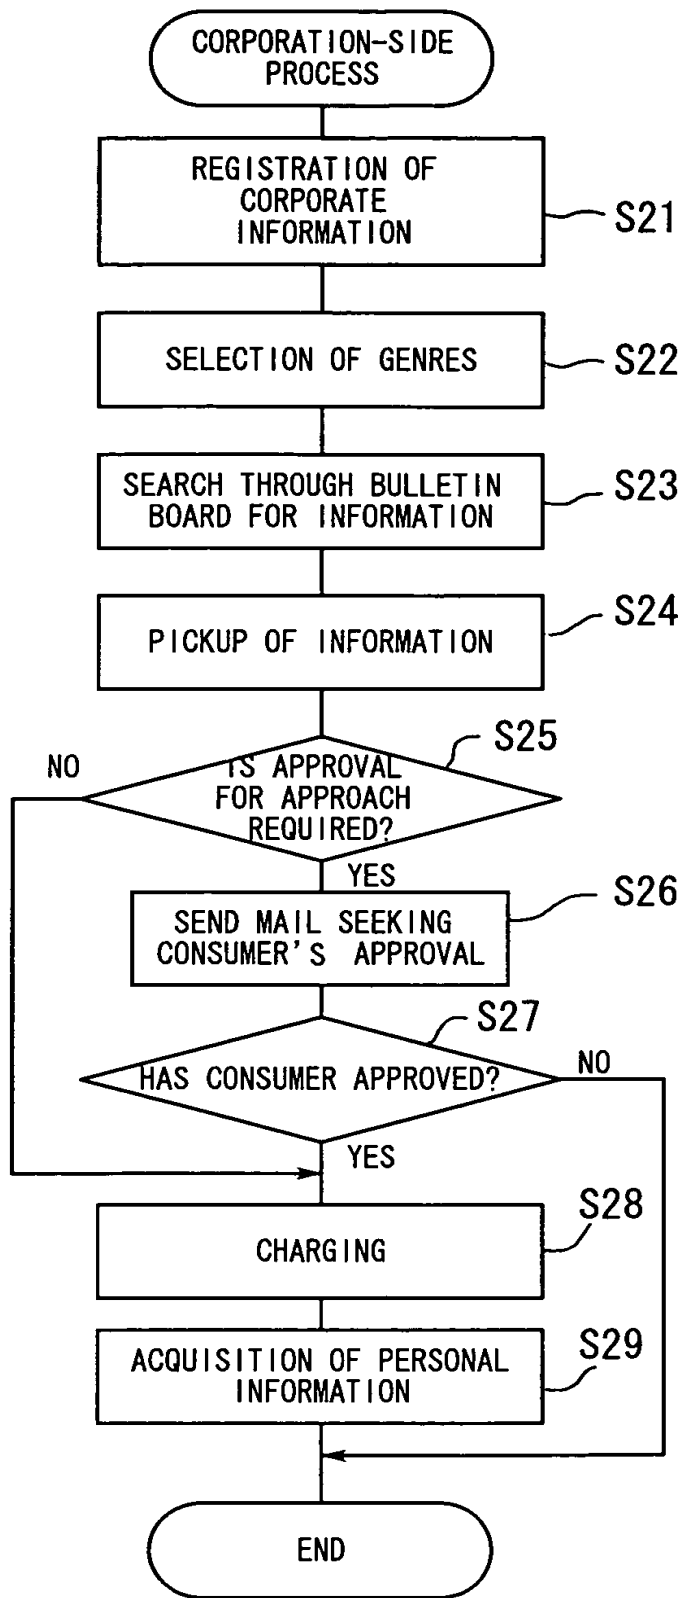 CORPORATION-SIDE
PROCESS
REGISTRATION OF
CORPORATE
INFORMATION
S21
SELECTION OF GENRES
S22
SEARCH THROUGH BULLETIN
BOARD FOR INFORMATION
S23
PICKUP OF INFORMATION
S24
S25
NO
IS APPROVAL
FOR APPROACH
REQUIRED?
YES
SEND MAIL SEEKING
CONSUMER'S APPROVAL
S26
S27
HAS CONSUMER APPROVED?
NO
YES
CHARGING
S28
ACQUISITION OF PERSONAL
INFORMATION
S29
END